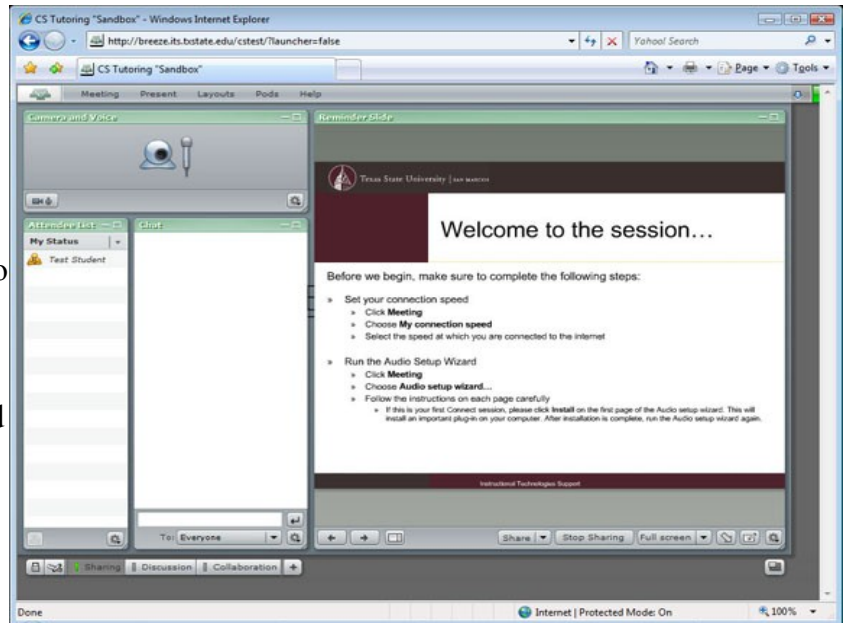 CS Tutoring "Sandbox" - Windows Internet Explorer
http://breeze.its.txstate.edu/cstest/?launcher=false
Yahoo! Search
CS Tutoring "Sandbox"
Page
Tools
Meeting Present Layouts Pods Help
Camera and Voice
Reminder Slide
TEXAS STATE UNIVERSITY | SAN MARCOS
Attendee List
Chat
My Status
Test Student
Welcome to the session…
Before we begin, make sure to complete the following steps:
» Set your connection speed
» Click Meeting
» Choose My connection speed
» Select the speed at which you are connected to the internet
» Run the Audio Setup Wizard
» Click Meeting
» Choose Audio setup wizard…
» Follow the instructions on each page carefully
» If this is your first Connect session, please click Install on the first page of the Audio setup wizard. This will
install an important plug-in on your computer. After installation is complete, run the Audio setup wizard again.
Instructional Technologies Support
To: Everyone
Share Stop Sharing Full screen
Sharing Discussion Collaboration +
Done
Internet | Protected Mode: On
100%